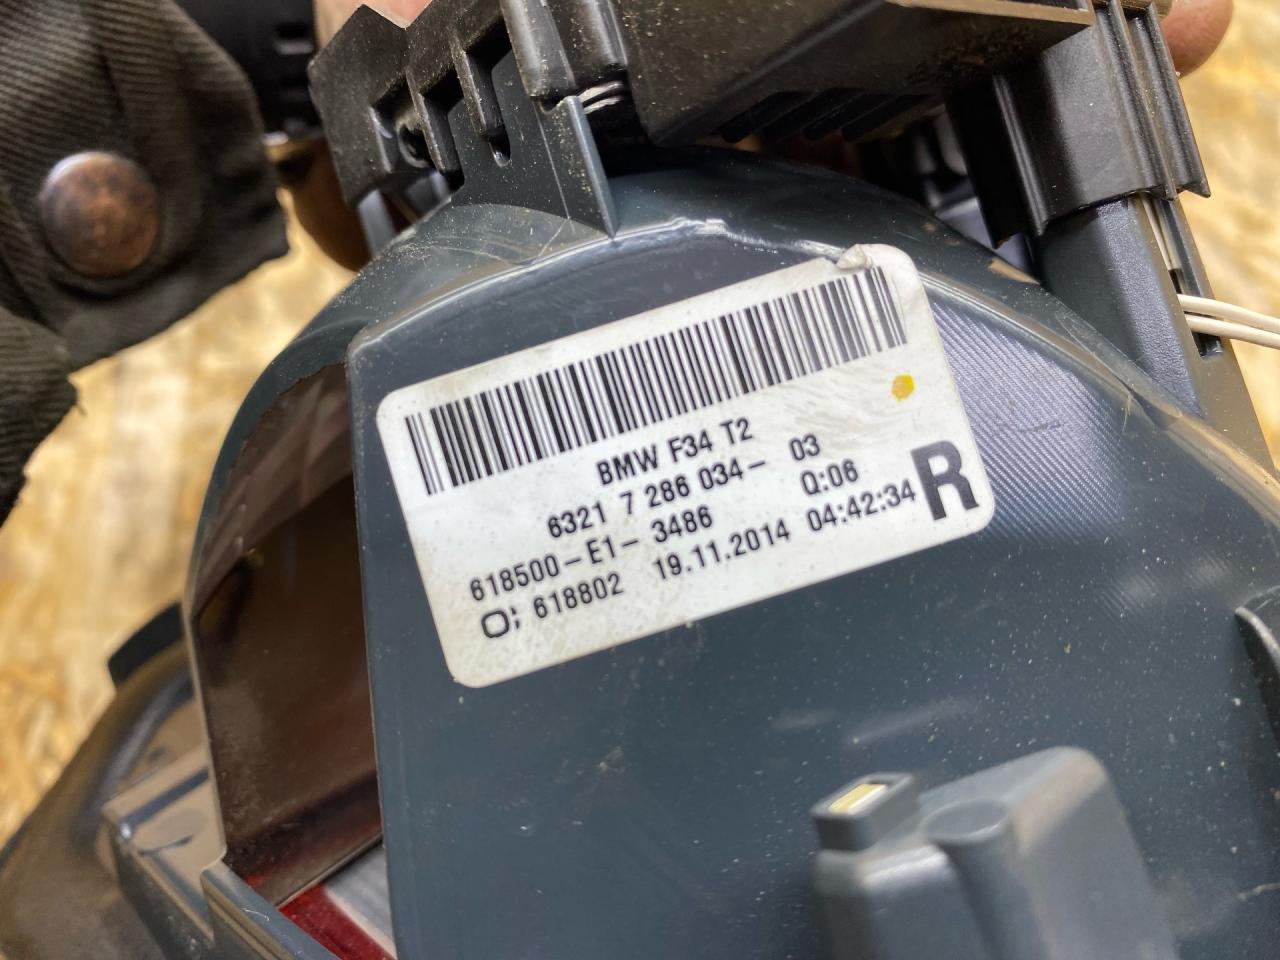 BMW F34 T2
6321 7 286 034- 03
618500-E1- 3486 Q:06
O; 618802 19.11.2014 04:42:34
R